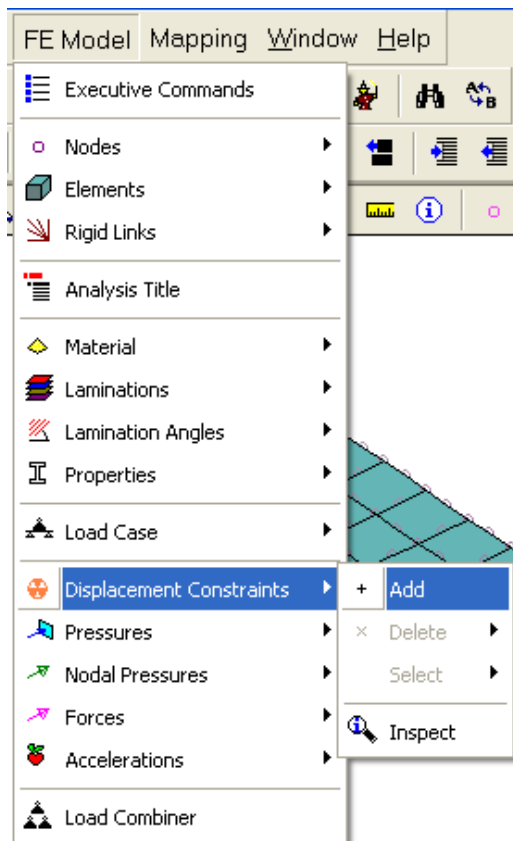 FE Model Mapping Window Help
Executive Commands
Nodes
Elements
Rigid Links
Analysis Title
Material
Laminations
Lamination Angles
Properties
Load Case
Displacement Constraints
Add
Pressures
Delete
Nodal Pressures
Select
Forces
Inspect
Accelerations
Load Combiner